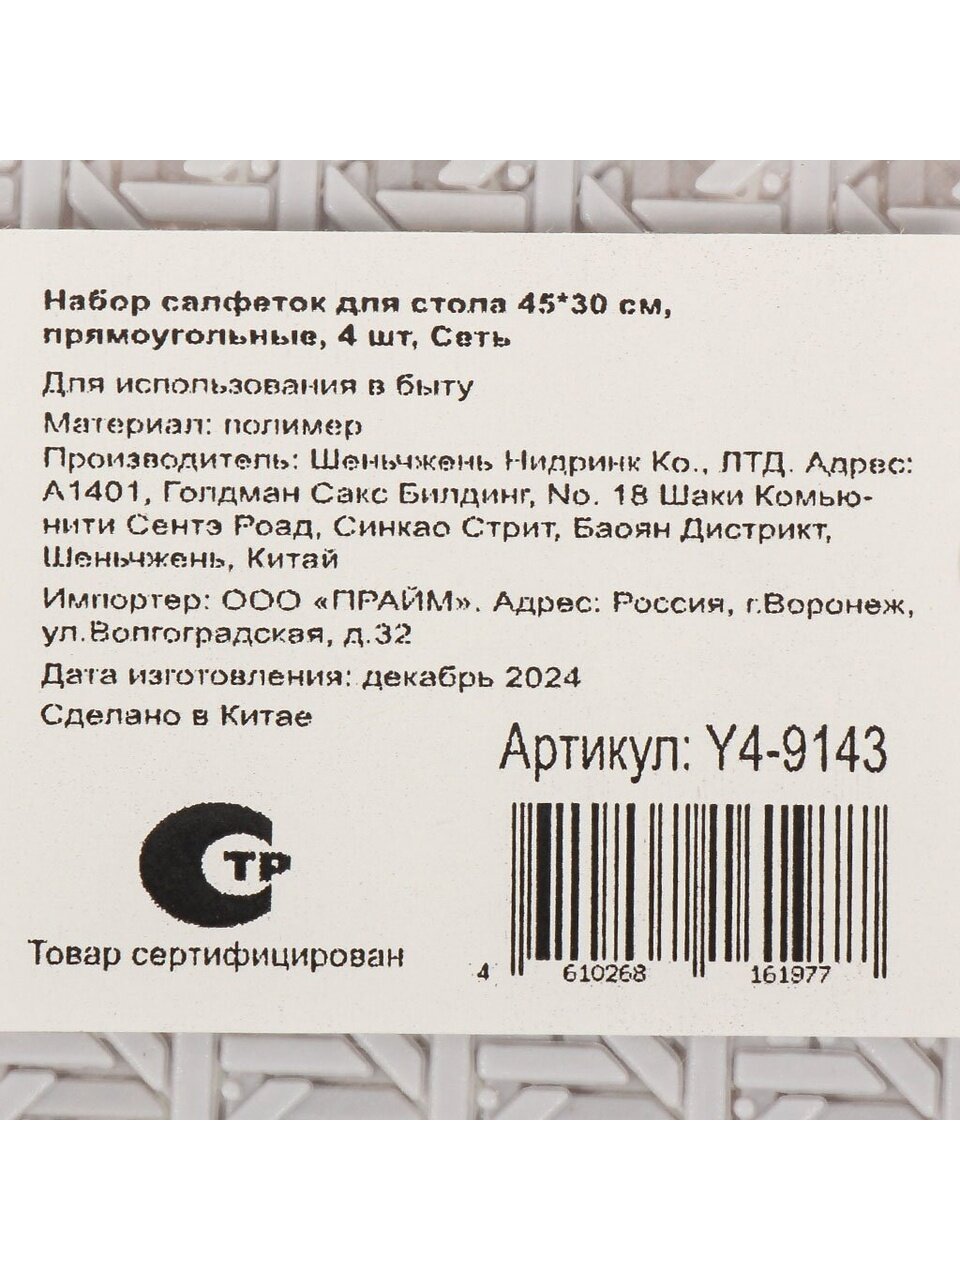 Набор салфеток для стола 45*30 см,
прямоугольные, 4 шт, Сеть
Для использования в быту
Материал: полимер
Производитель: Шеньчжень Нидринк Ко., ЛТД. Адрес:
А1401, Голдман Сакс Билдинг, No. 18 Шаки Комью-
нити Сентэ Роад, Синкао Стрит, Баоян Дистрикт,
Шеньчжень, Китай
Импортер: ООО «ПРАЙМ». Адрес: Россия, г.Воронеж,
ул.Волгоградская, д.32
Дата изготовления: декабрь 2024
Сделано в Китае
Артикул: Y4-9143
ТР
Товар сертифицирован
4 610268 161977